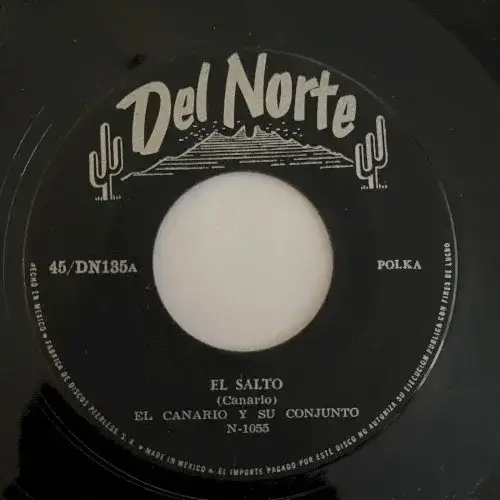 Del Norte
45/DN135A
POLKA
EL SALTO
(Canario)
EL CANARIO Y SU CONJUNTO
N-1055
HECHO EN MEXICO • FABRICA DE DISCOS PEERLESS, S. A. • MADE IN MEXICO • EL IMPORTE PAGADO POR ESTE DISCO NO AUTORIZA SU EJECUCION PUBLICA CON FINES DE LUCRO